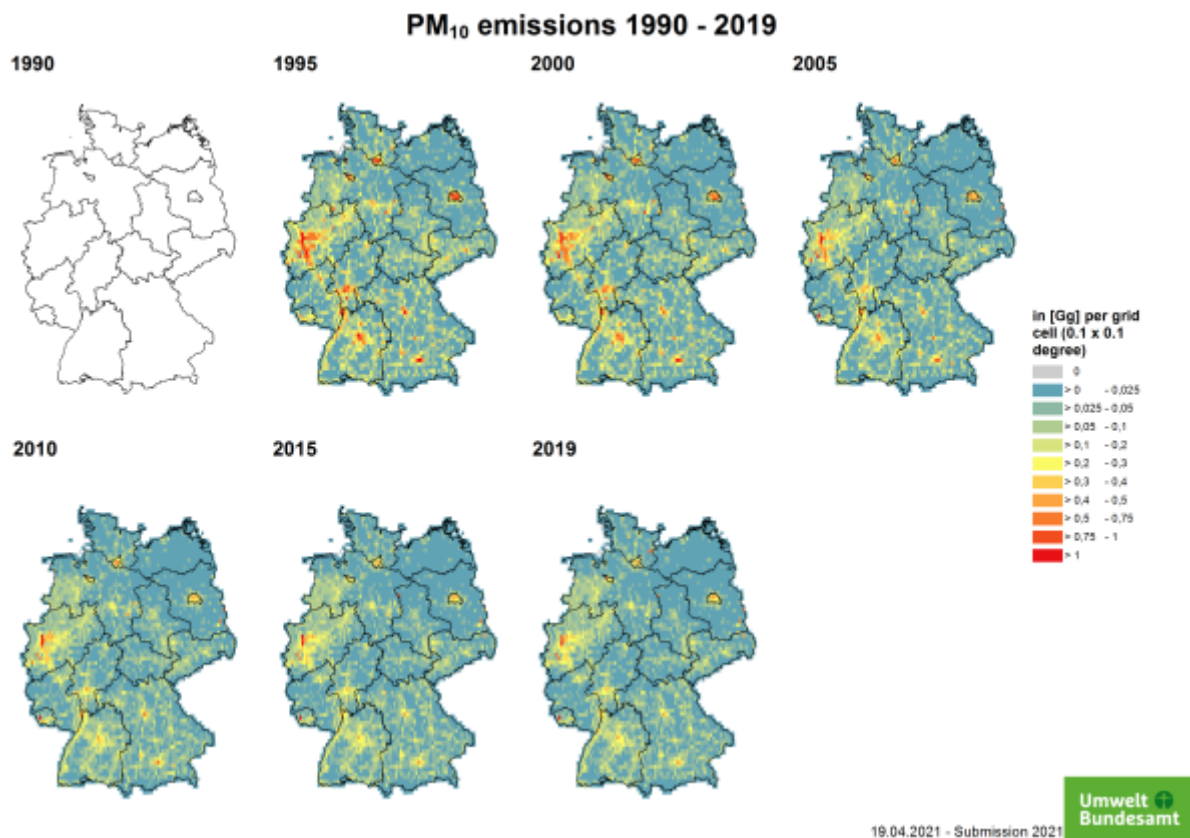 PM₁₀ emissions 1990 - 2019
1990
1995
2000
2005
in [Gg] per grid
cell (0.1 x 0.1
degree)
0
> 0 - 0,025
> 0,025 - 0,05
> 0,05 - 0,1
> 0,1 - 0,2
> 0,2 - 0,3
> 0,3 - 0,4
> 0,4 - 0,5
> 0,5 - 0,75
> 0,75 - 1
> 1
2010
2015
2019
Umwelt
Bundesamt
19.04.2021 - Submission 2021